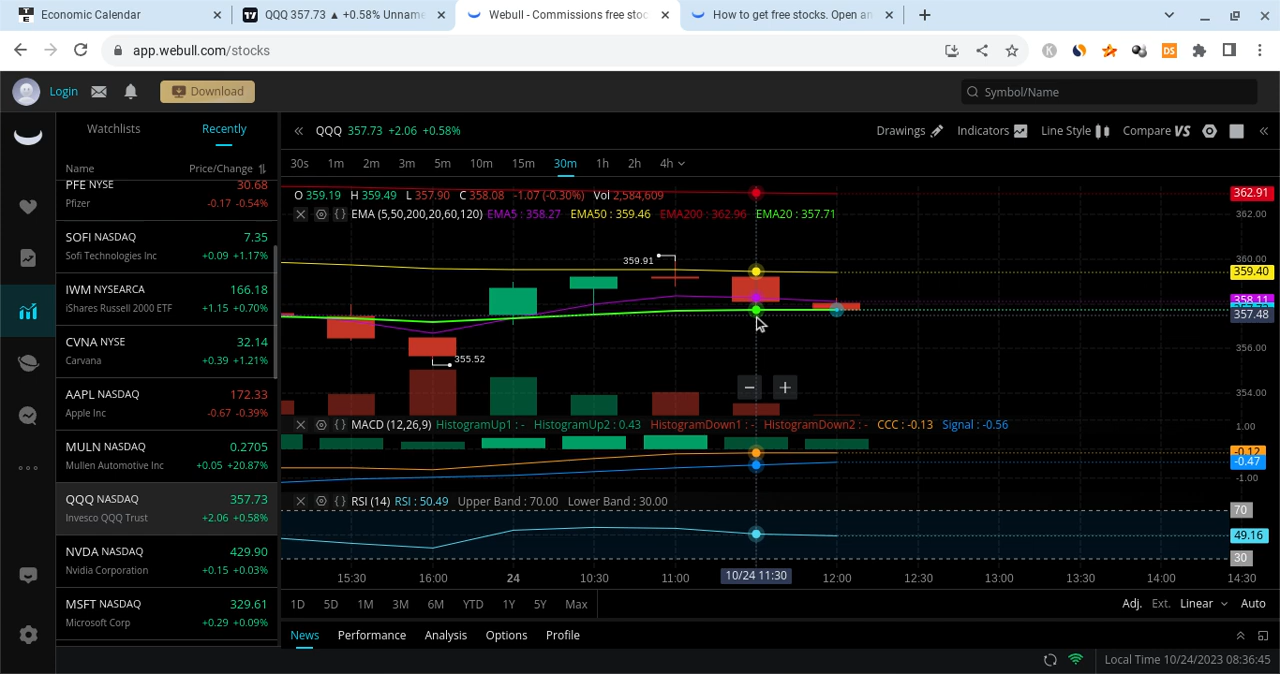 Economic Calendar
QQQ 357.73 ▲ +0.58% Unname
Webull - Commissions free stoc
How to get free stocks. Open an
app.webull.com/stocks
Login
Download
Symbol/Name
Watchlists
Recently
Name
Price/Change
PFE NYSE
30.68
Pfizer
-0.17 -0.54%
SOFI NASDAQ
7.35
Sofi Technologies Inc
+0.09 +1.17%
IWM NYSEARCA
166.18
iShares Russell 2000 ETF
+1.15 +0.70%
CVNA NYSE
32.14
Carvana
+0.39 +1.21%
AAPL NASDAQ
172.33
Apple Inc
-0.67 -0.39%
MULN NASDAQ
0.2705
Mullen Automotive Inc
+0.05 +20.87%
QQQ NASDAQ
357.73
Invesco QQQ Trust
+2.06 +0.58%
NVDA NASDAQ
429.90
Nvidia Corporation
+0.15 +0.03%
MSFT NASDAQ
329.61
Microsoft Corp
+0.29 +0.09%
QQQ 357.73 +2.06 +0.58%
Drawings
Indicators
Line Style
Compare VS
30s 1m 2m 3m 5m 10m 15m 30m 1h 2h 4h
O 359.19 H 359.49 L 357.90 C 358.08 -1.07 (-0.30%) Vol 2,584,609
EMA (5,50,200,20,60,120) EMA5 : 358.27 EMA50 : 359.46 EMA200 : 362.96 EMA20 : 357.71
362.91
362.00
360.00
359.40
358.11
357.48
356.00
354.00
359.91
355.52
MACD (12,26,9) HistogramUp1 : - HistogramUp2 : 0.43 HistogramDown1 : - HistogramDown2 : - CCC : -0.13 Signal : -0.56
1.00
-0.12
-0.47
-1.00
RSI (14) RSI : 50.49 Upper Band : 70.00 Lower Band : 30.00
70
49.16
30
15:30 16:00 24 10:30 11:00 10/24 11:30 12:00 12:30 13:00 13:30 14:00 14:30
1D 5D 1M 3M 6M YTD 1Y 5Y Max
Adj. Ext. Linear Auto
News Performance Analysis Options Profile
Local Time 10/24/2023 08:36:45